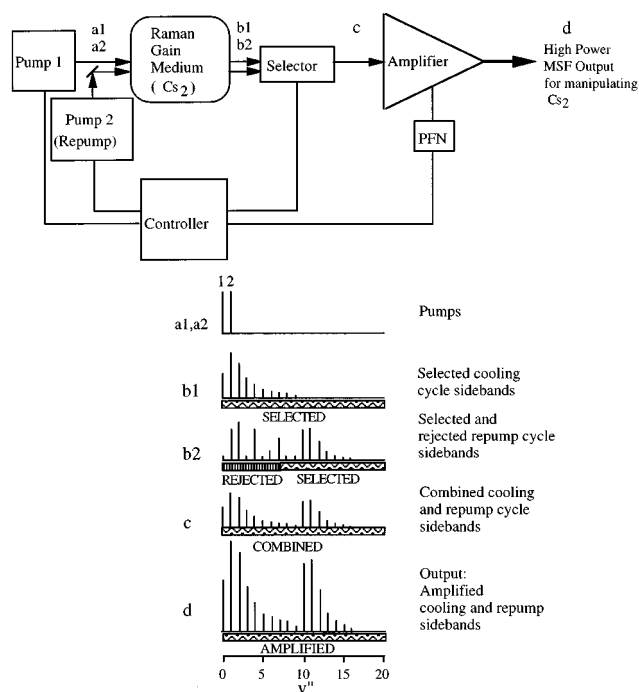 a1
a2
b1
b2
c
d
Pump 1
Raman
Gain
Medium
( Cs2 )
Selector
Amplifier
High Power
MSF Output
for manipulating
Cs2
Pump 2
(Repump)
PFN
Controller
1 2
a1,a2
Pumps
b1
Selected cooling
cycle sidebands
SELECTED
b2
Selected and
rejected repump cycle
sidebands
REJECTED SELECTED
c
Combined cooling
and repump cycle
sidebands
COMBINED
d
Output:
Amplified
cooling and repump
sidebands
AMPLIFIED
0 5 10 15 20
v"